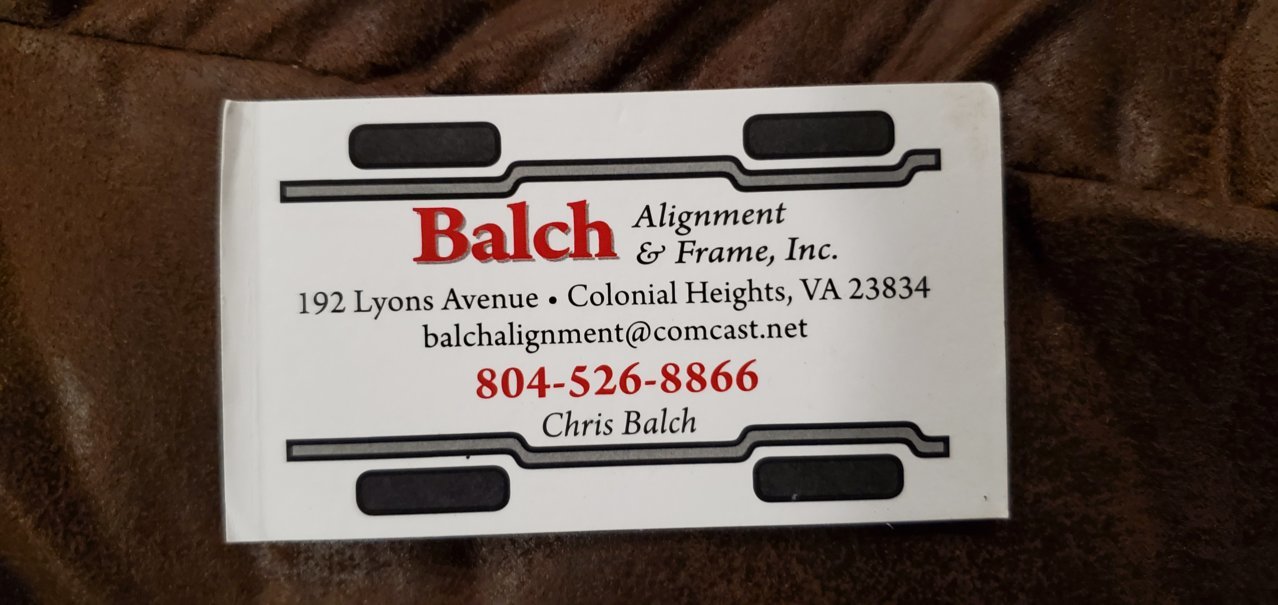 Balch Alignment
& Frame, Inc.
192 Lyons Avenue • Colonial Heights, VA 23834
balchalignment@comcast.net
804-526-8866
Chris Balch